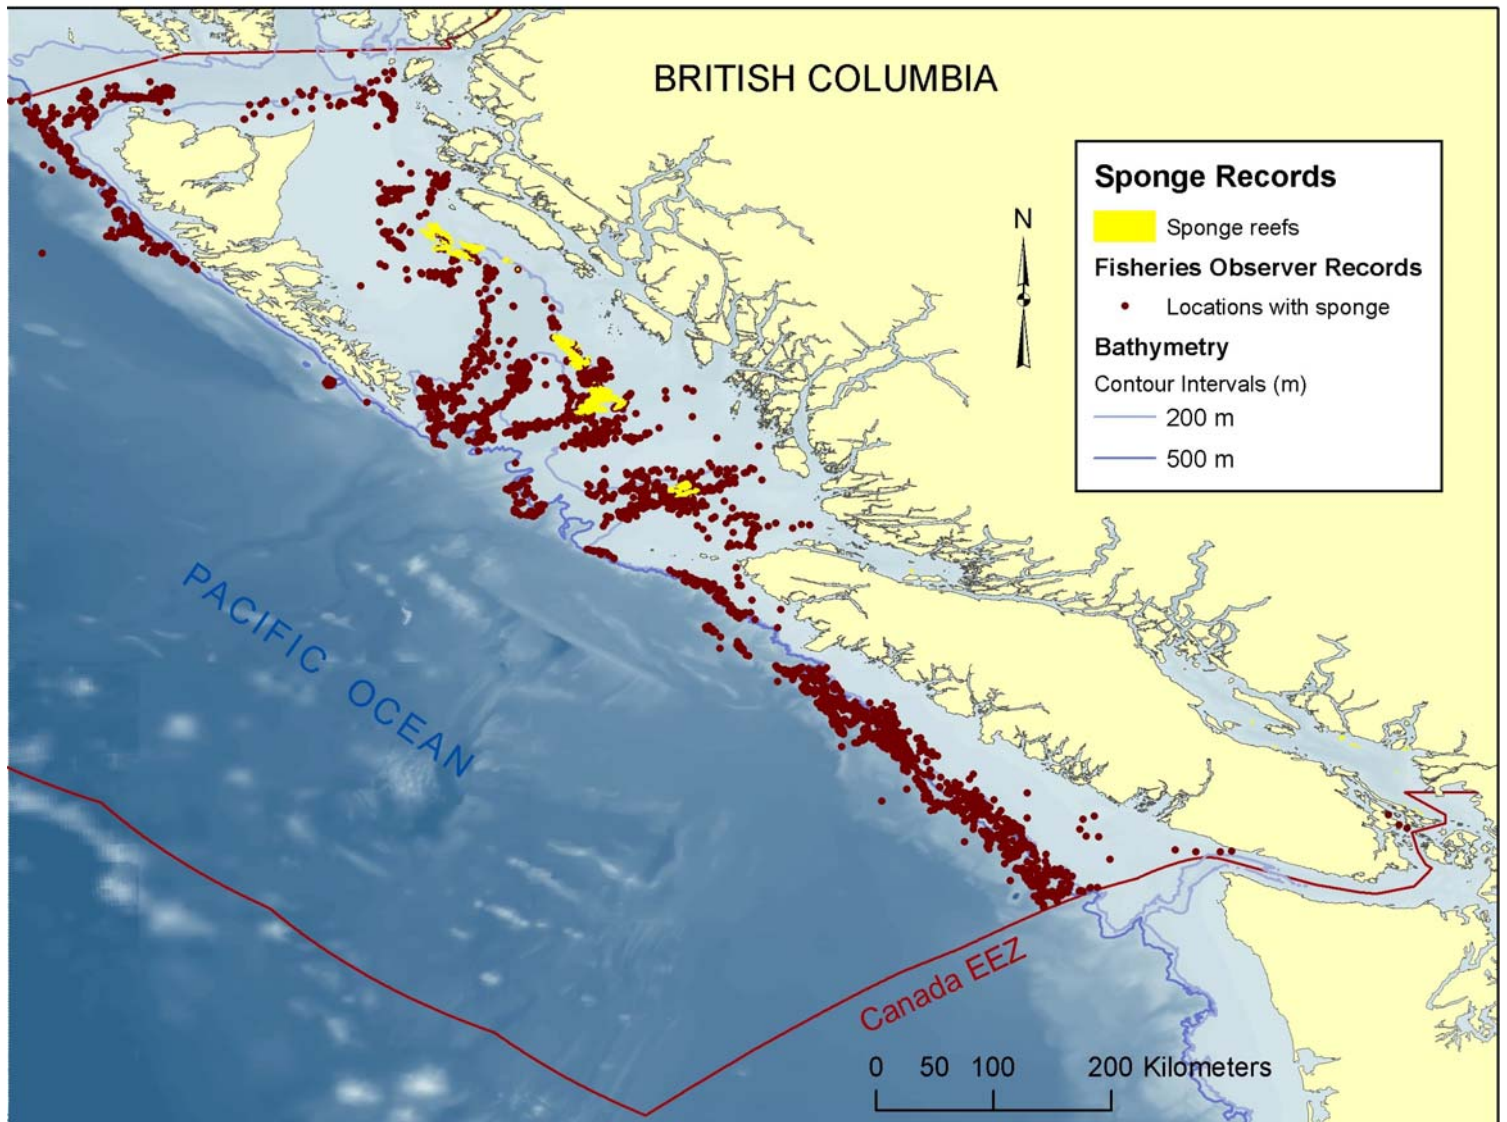 BRITISH COLUMBIA
Sponge Records
Sponge reefs
Fisheries Observer Records
Locations with sponge
Bathymetry
Contour Intervals (m)
200 m
500 m
N
PACIFIC OCEAN
Canada EEZ
0 50 100 200 Kilometers